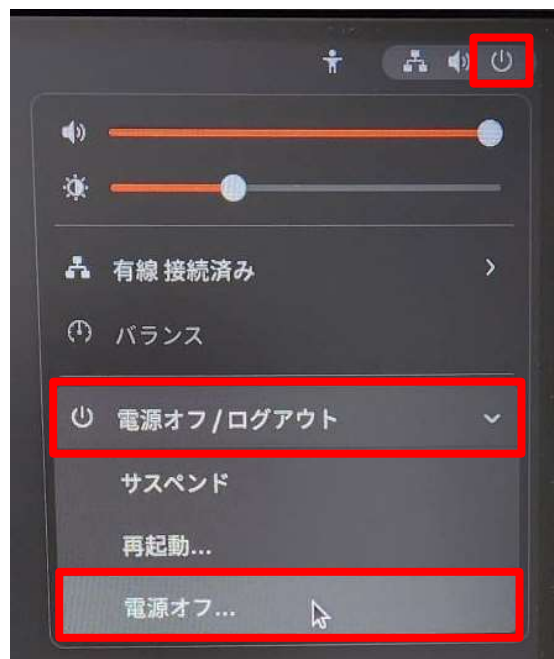 有線 接続済み
バランス
電源オフ / ログアウト
サスペンド
再起動...
電源オフ...